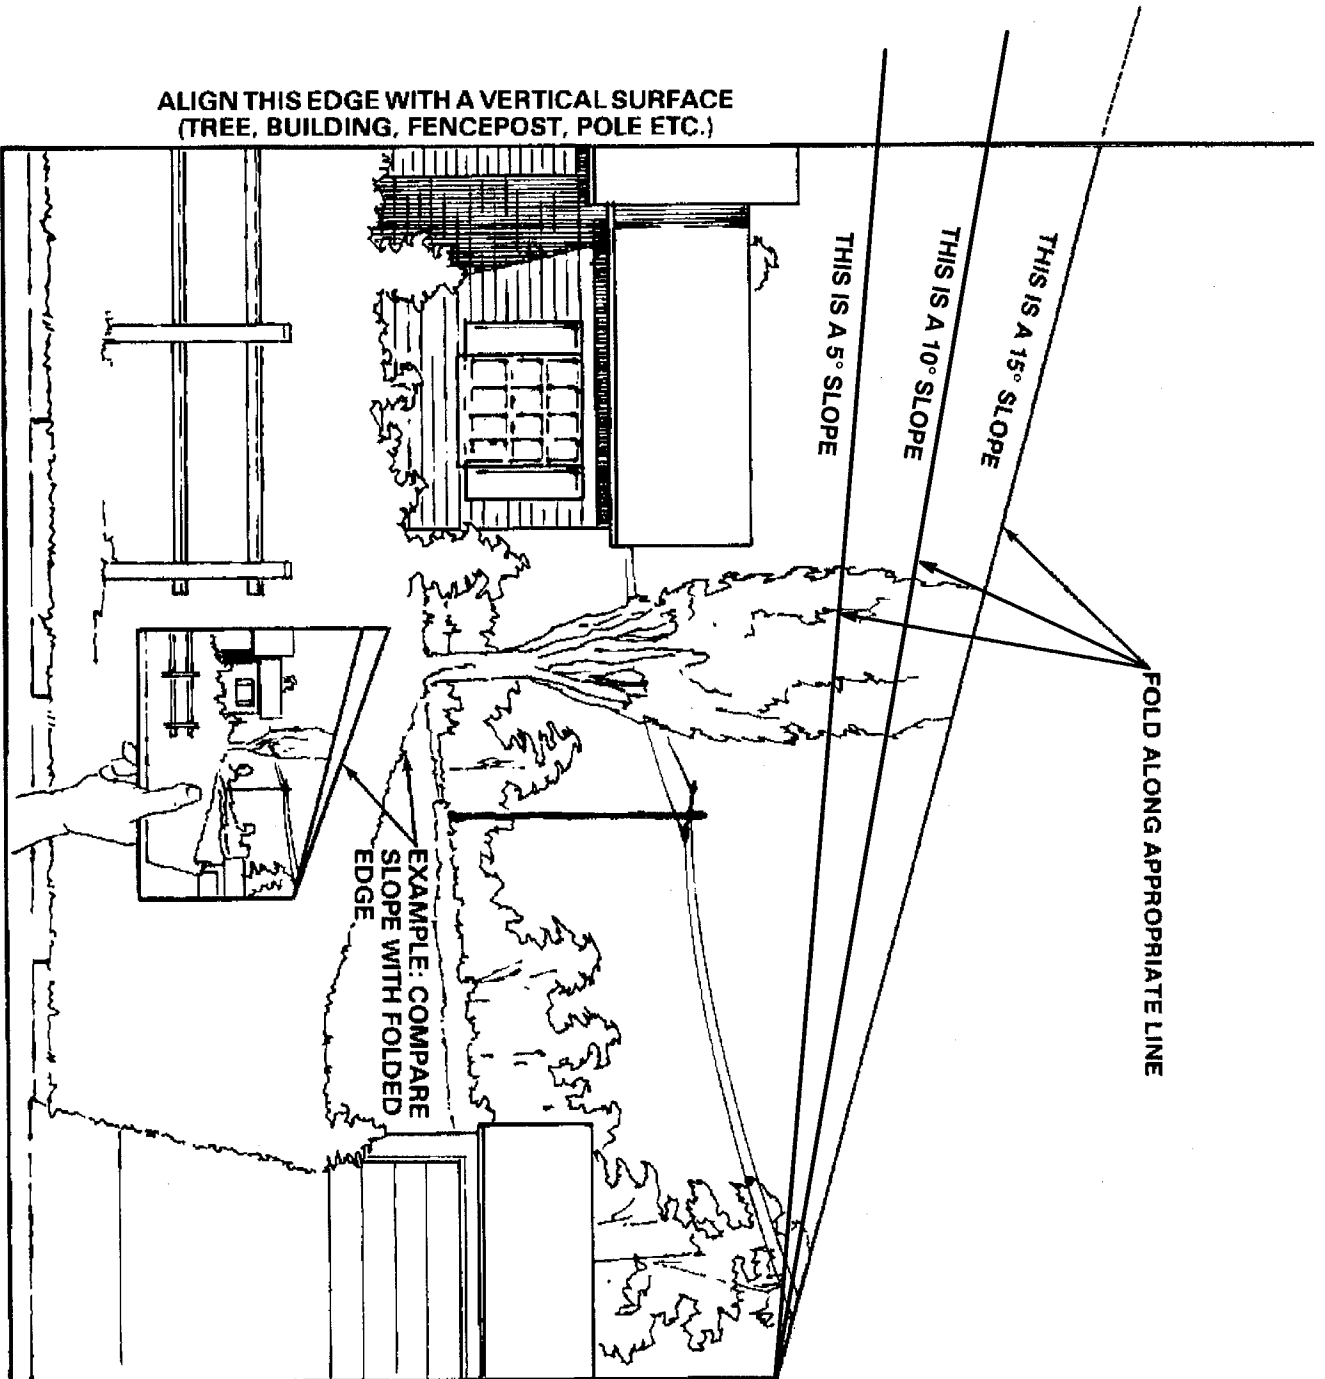 ALIGN THIS EDGE WITH A VERTICAL SURFACE
(TREE, BUILDING, FENCEPOST, POLE ETC.)
THIS IS A 5° SLOPE
THIS IS A 10° SLOPE
THIS IS A 15° SLOPE
FOLD ALONG APPROPRIATE LINE
EXAMPLE: COMPARE
SLOPE WITH FOLDED
EDGE